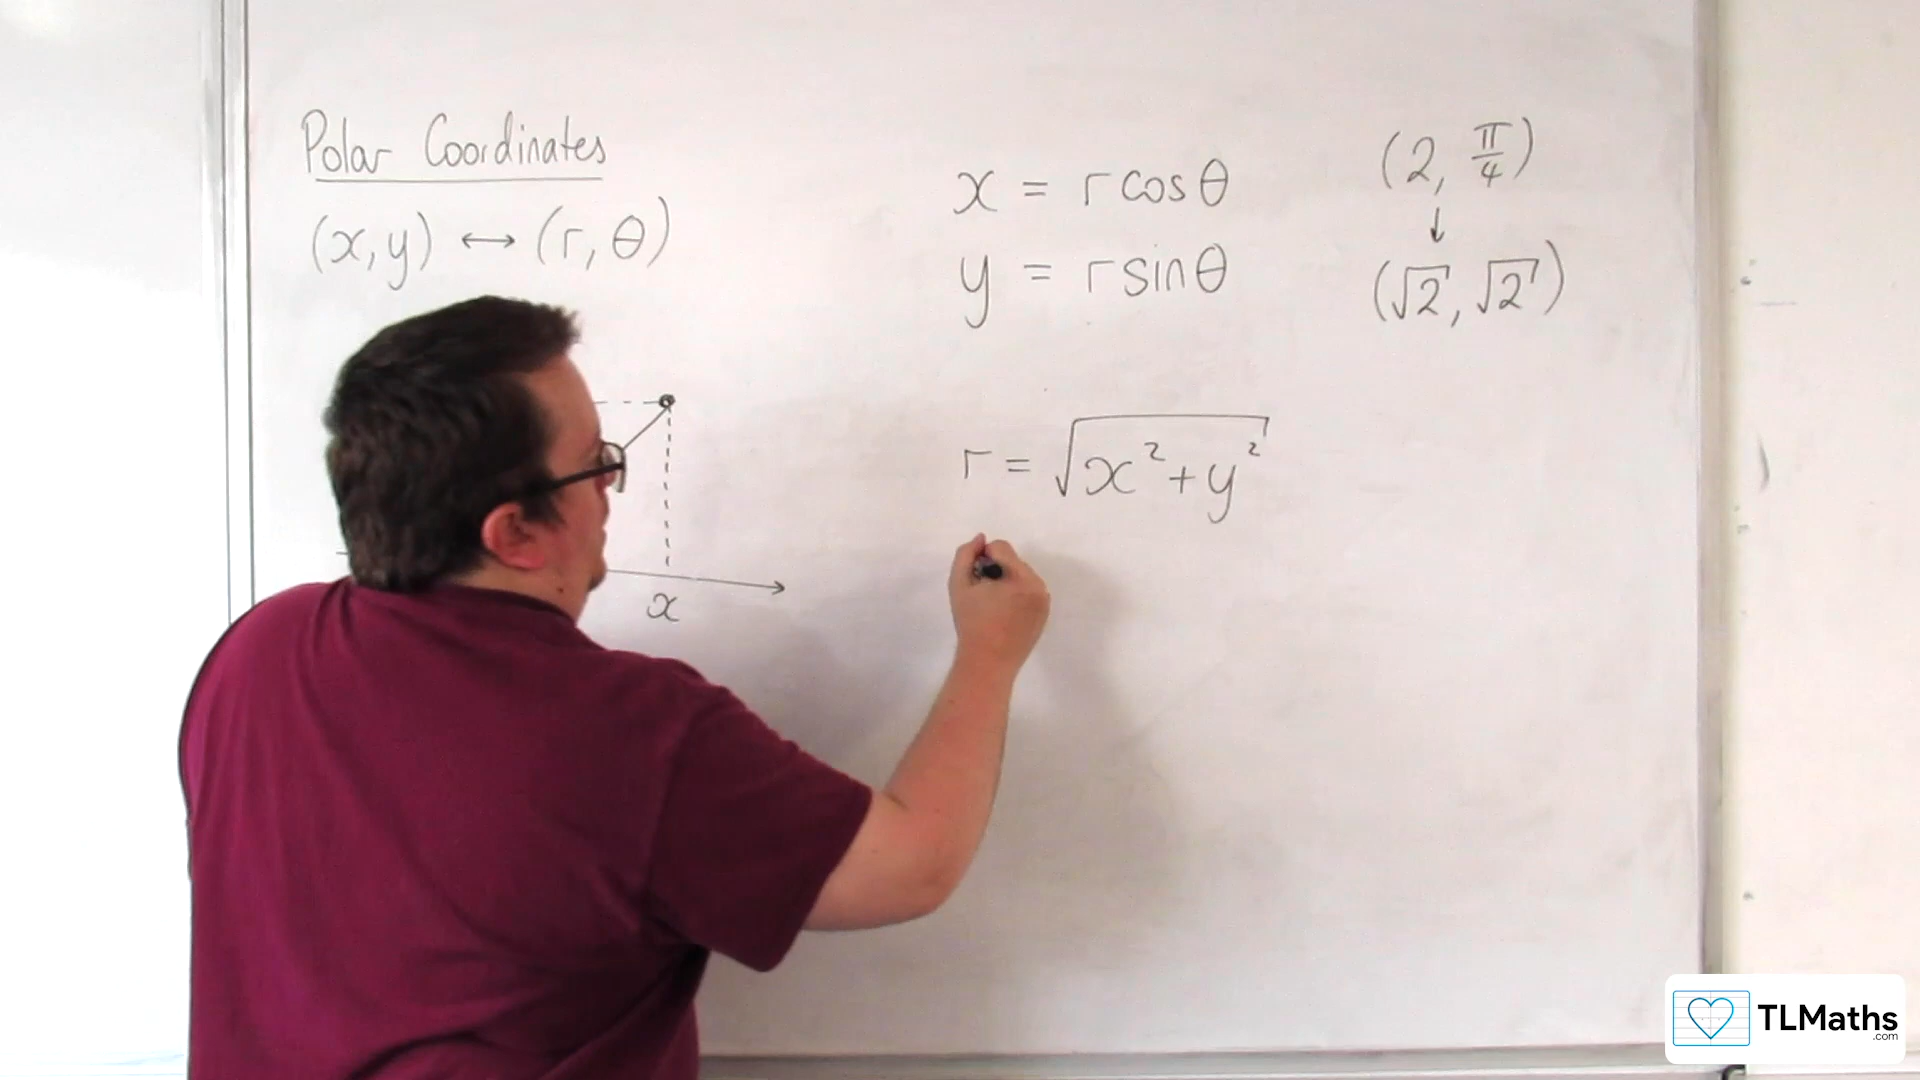 Polar Coordinates
(x, y) ↔ (r, θ)
x
x = r cos θ
y = r sin θ
r = √(x² + y²)
(2, π/4)
↓
(√2, √2)
TLMaths
.com